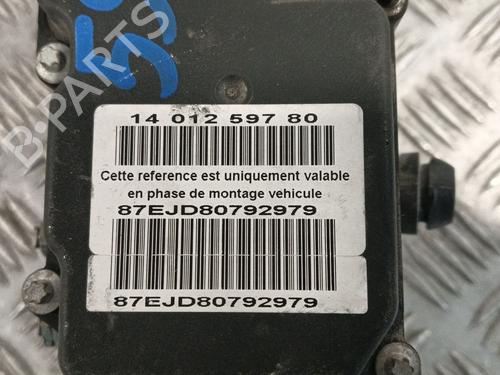 14 012 597 80
Cette reference est uniquement valable
en phase de montage vehicule
87EJD80792979
87EJD80792979
B-PARTS